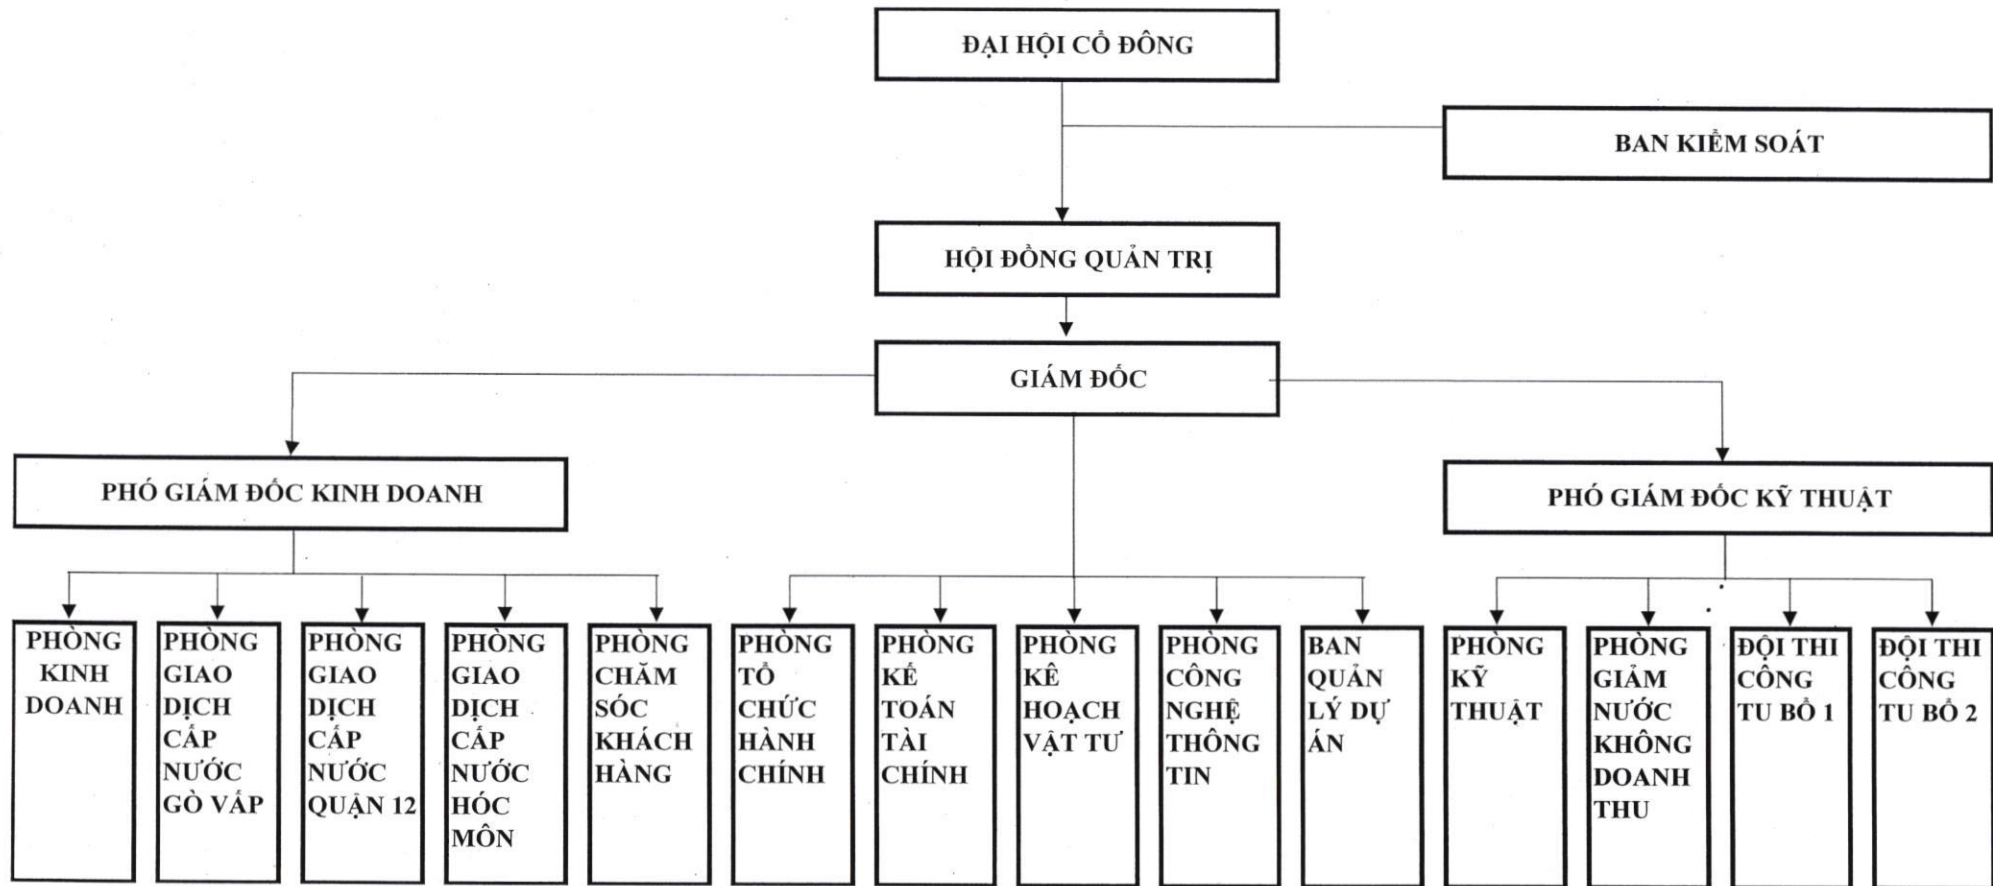 ĐẠI HỘI CỔ ĐÔNG
BAN KIỂM SOÁT
HỘI ĐỒNG QUẢN TRỊ
GIÁM ĐỐC
PHÓ GIÁM ĐỐC KINH DOANH
PHÓ GIÁM ĐỐC KỸ THUẬT
PHÒNG
KINH
DOANH
PHÒNG
GIAO
DỊCH
CẤP
NƯỚC
GÒ VẤP
PHÒNG
GIAO
DỊCH
CẤP
NƯỚC
QUẬN 12
PHÒNG
GIAO
DỊCH
CẤP
NƯỚC
HÓC
MÔN
PHÒNG
CHĂM
SÓC
KHÁCH
HÀNG
PHÒNG
TỔ
CHỨC
HÀNH
CHÍNH
PHÒNG
KẾ
TOÁN
TÀI
CHÍNH
PHÒNG
KÊ
HOẠCH
VẬT TƯ
PHÒNG
CÔNG
NGHỆ
THÔNG
TIN
BAN
QUẢN
LÝ DỰ
ÁN
PHÒNG
KỸ
THUẬT
PHÒNG
GIẢM
NƯỚC
KHÔNG
DOANH
THU
ĐỘI THI
CÔNG
TU BỔ 1
ĐỘI THI
CÔNG
TU BỔ 2